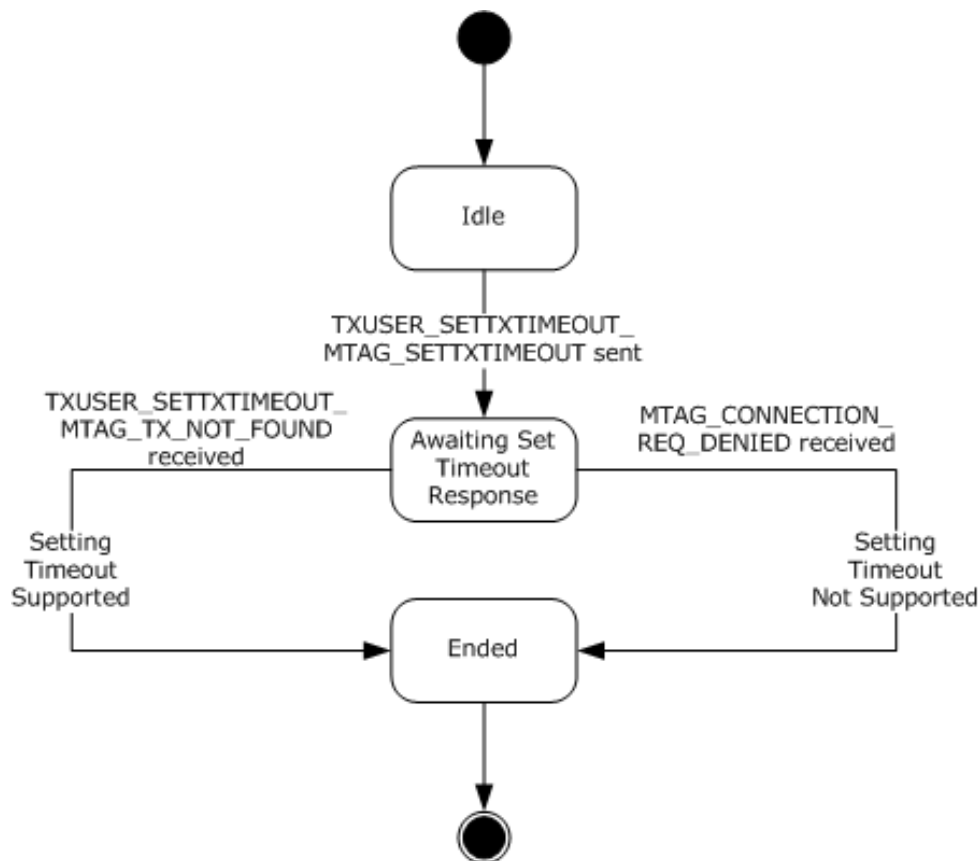 Idle
TXUSER_SETTXTIMEOUT_
MTAG_SETTXTIMEOUT sent
TXUSER_SETTXTIMEOUT_
MTAG_TX_NOT_FOUND
received
Awaiting Set
Timeout
Response
MTAG_CONNECTION_
REQ_DENIED received
Setting
Timeout
Supported
Setting
Timeout
Not Supported
Ended